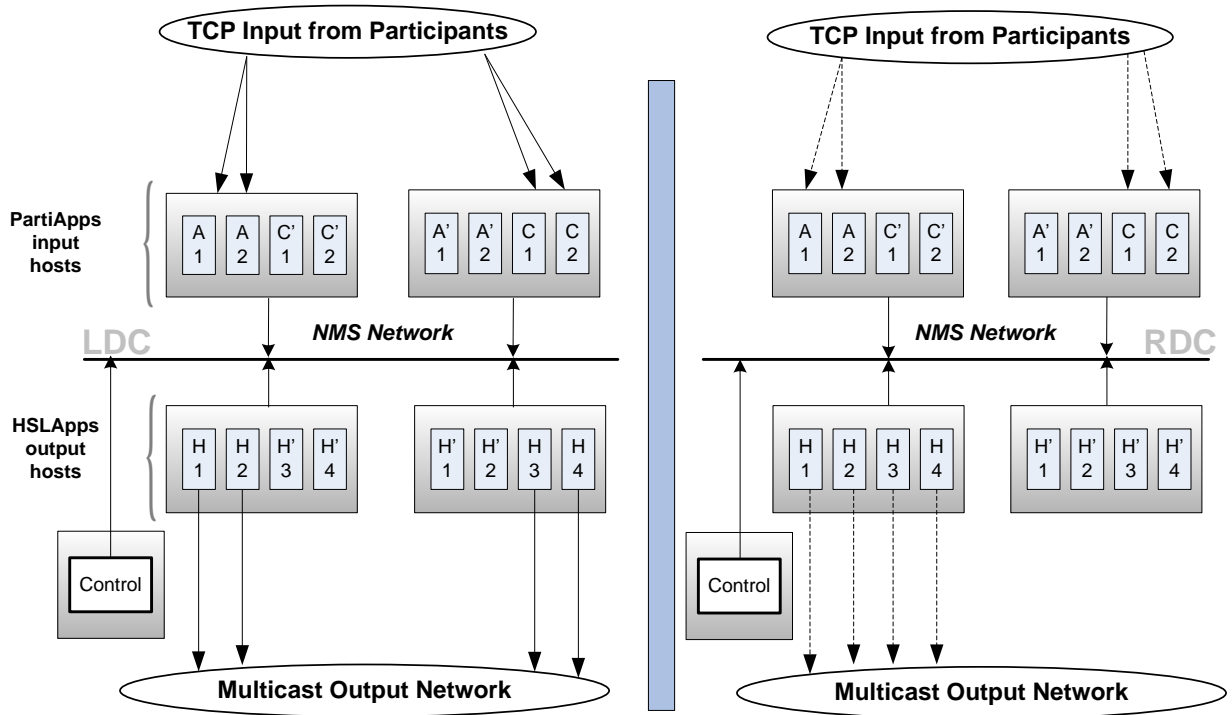 TCP Input from Participants
TCP Input from Participants
PartiApps
input
hosts
A 1
A 2
C’ 1
C’ 2
A’ 1
A’ 2
C 1
C 2
A 1
A 2
C’ 1
C’ 2
A’ 1
A’ 2
C 1
C 2
LDC
NMS Network
NMS Network
RDC
HSLApps
output
hosts
H 1
H 2
H’ 3
H’ 4
H’ 1
H’ 2
H 3
H 4
H 1
H 2
H 3
H 4
H’ 1
H’ 2
H’ 3
H’ 4
Control
Control
Multicast Output Network
Multicast Output Network